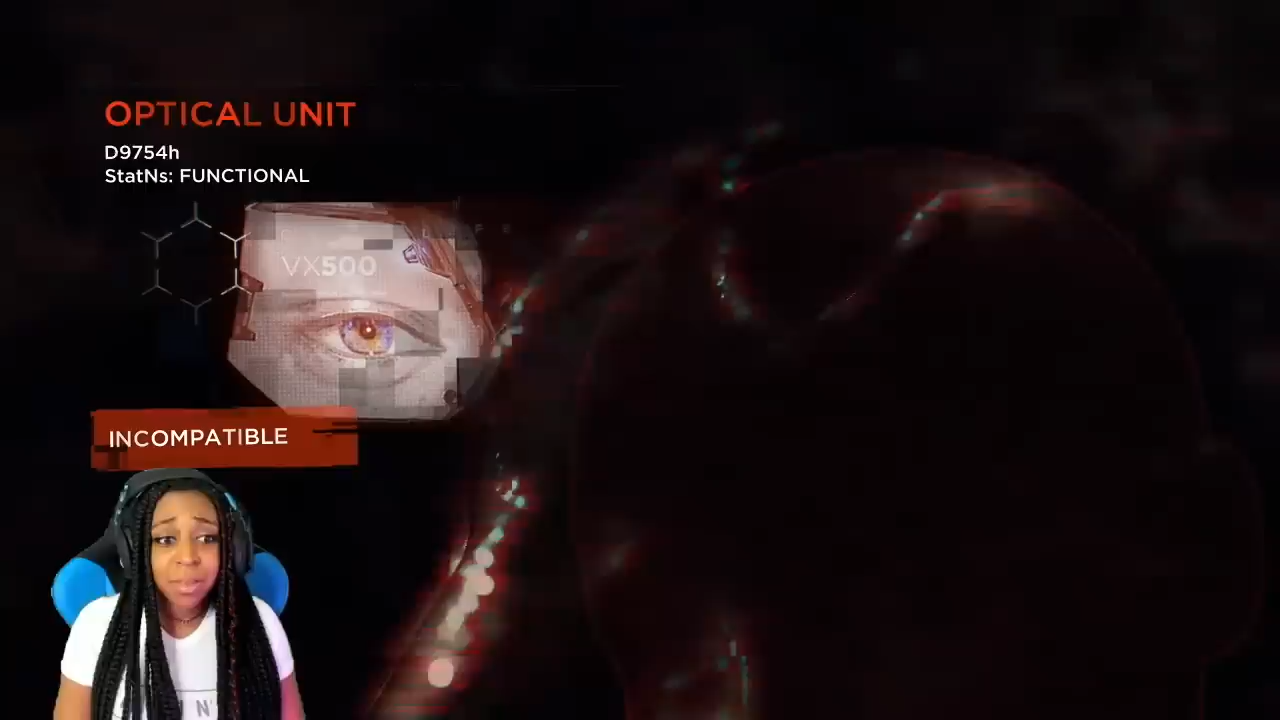 OPTICAL UNIT
D9754h
StatNs: FUNCTIONAL
VX500
INCOMPATIBLE